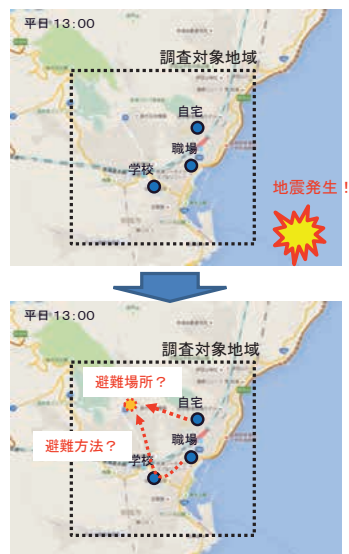 平日 13:00
調査対象地域
自宅
職場
学校
地震発生!
平日 13:00
調査対象地域
避難場所?
自宅
避難方法?
職場
学校